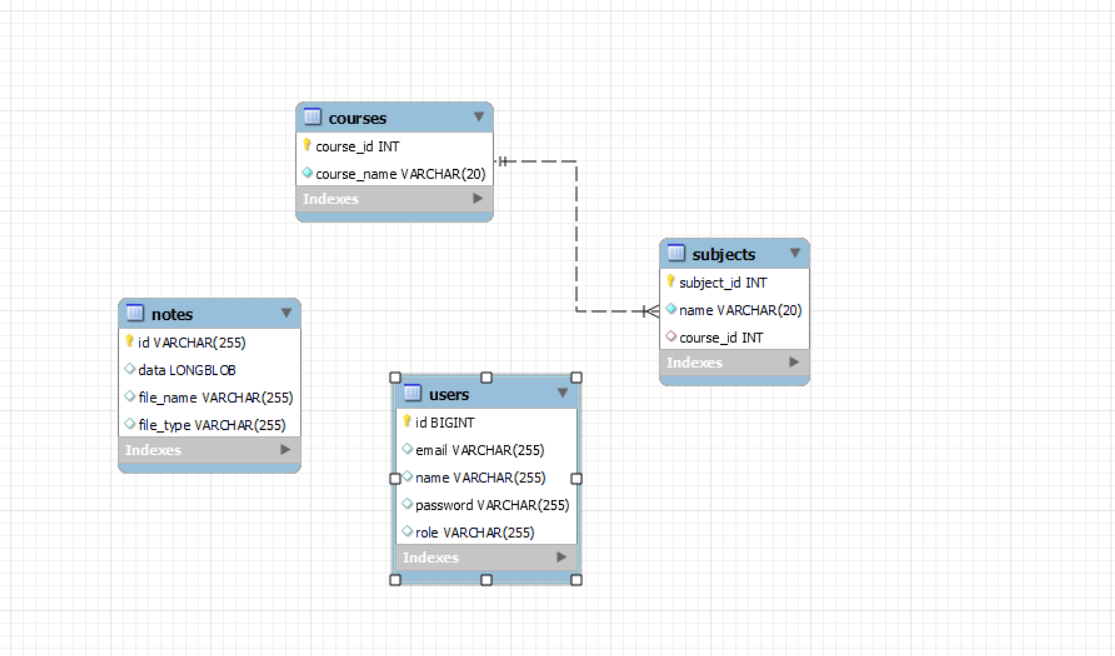 courses
course_id INT
course_name VARCHAR(20)
Indexes
subjects
subject_id INT
name VARCHAR(20)
course_id INT
Indexes
notes
id VARCHAR(255)
data LONGBLOB
file_name VARCHAR(255)
file_type VARCHAR(255)
Indexes
users
id BIGINT
email VARCHAR(255)
name VARCHAR(255)
password VARCHAR(255)
role VARCHAR(255)
Indexes